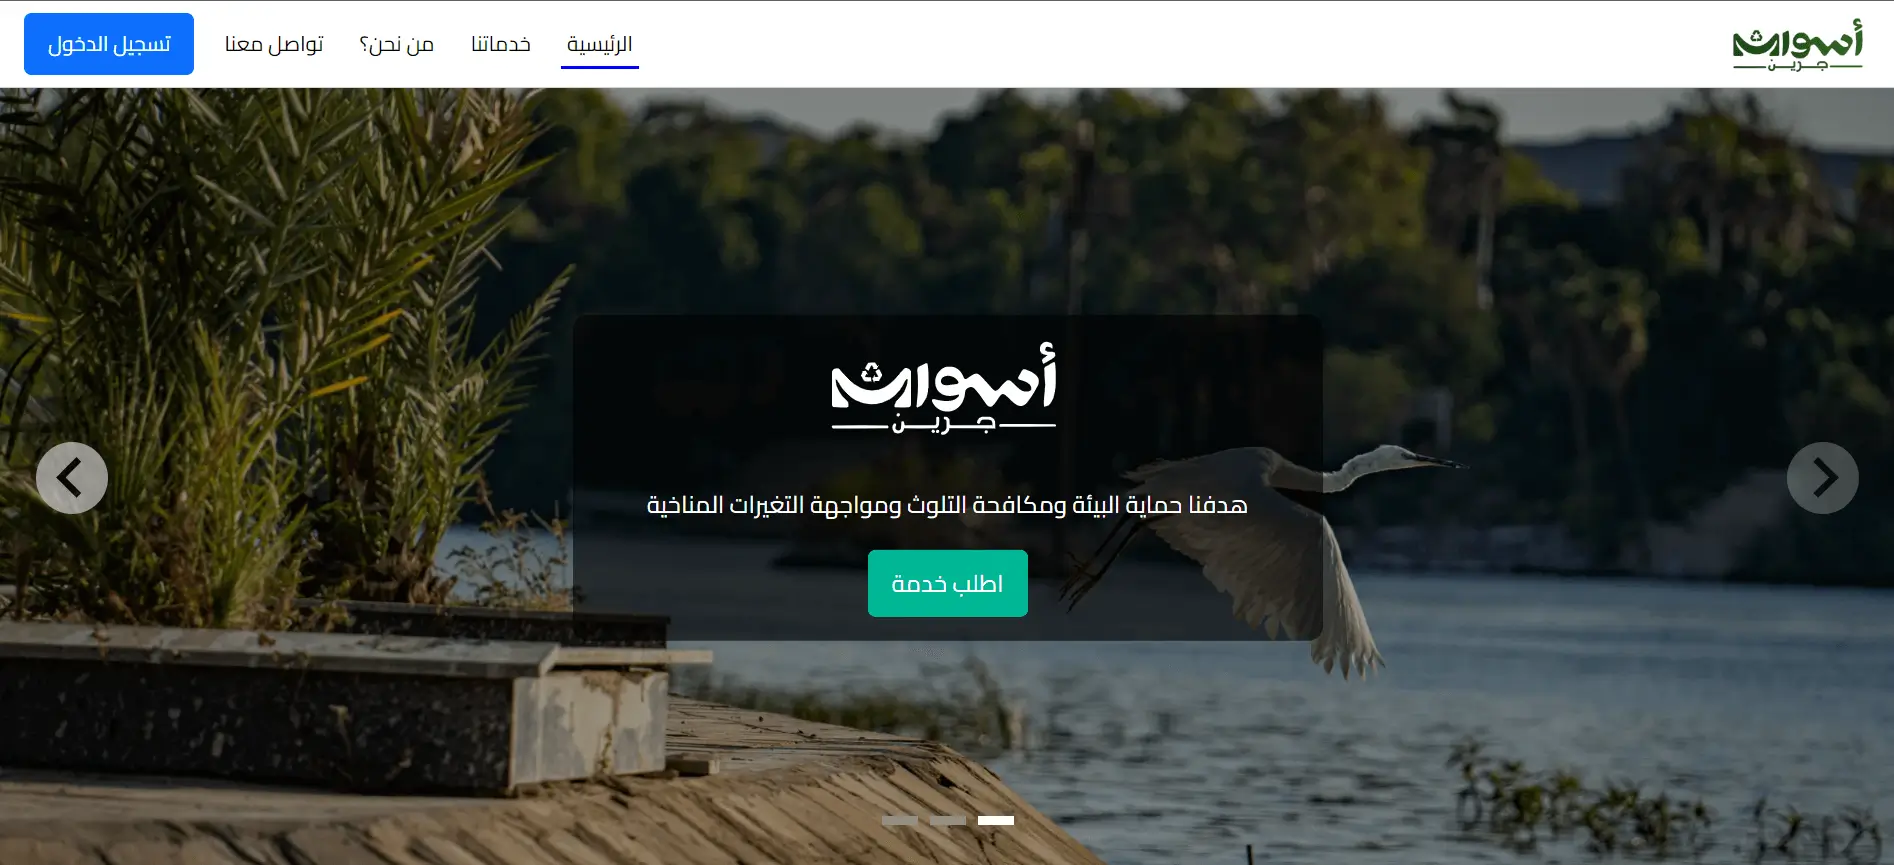 أسوان
جرين
الرئيسية
خدماتنا
من نحن؟
تواصل معنا
تسجيل الدخول
أسوان
جرين
هدفنا حماية البيئة ومكافحة التلوث ومواجهة التغيرات المناخية
اطلب خدمة